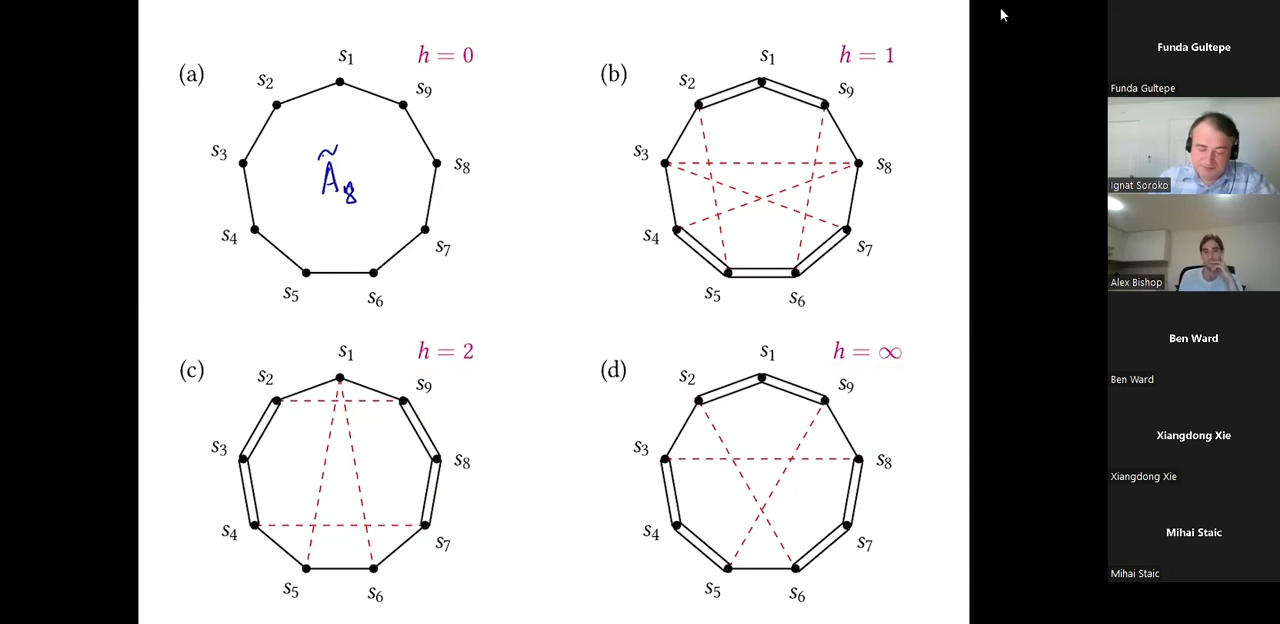 (a)
h = 0
s1
s2
s9
s3
s8
s4
s7
s5
s6
Ã8
(b)
h = 1
s1
s2
s9
s3
s8
s4
s7
s5
s6
(c)
h = 2
s1
s2
s9
s3
s8
s4
s7
s5
s6
(d)
h = ∞
s1
s2
s9
s3
s8
s4
s7
s5
s6
Funda Gultepe
Funda Gultepe
Ignat Soroko
Alex Bishop
Ben Ward
Ben Ward
Xiangdong Xie
Xiangdong Xie
Mihai Staic
Mihai Staic